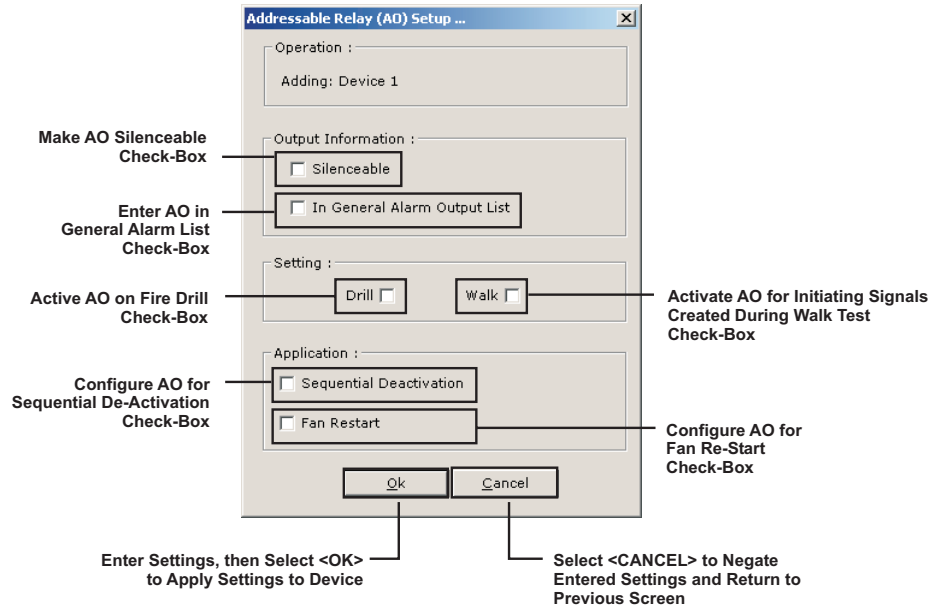 Addressable Relay (AO) Setup ...
Operation :
Adding: Device 1
Make AO Silenceable
Check-Box
Output Information :
Silenceable
Enter AO in
General Alarm List
Check-Box
In General Alarm Output List
Setting :
Active AO on Fire Drill
Check-Box
Drill
Walk
Activate AO for Initiating Signals
Created During Walk Test
Check-Box
Application :
Configure AO for
Sequential De-Activation
Check-Box
Sequential Deactivation
Fan Restart
Configure AO for
Fan Re-Start
Check-Box
Ok
Cancel
Enter Settings, then Select <OK>
to Apply Settings to Device
Select <CANCEL> to Negate
Entered Settings and Return to
Previous Screen